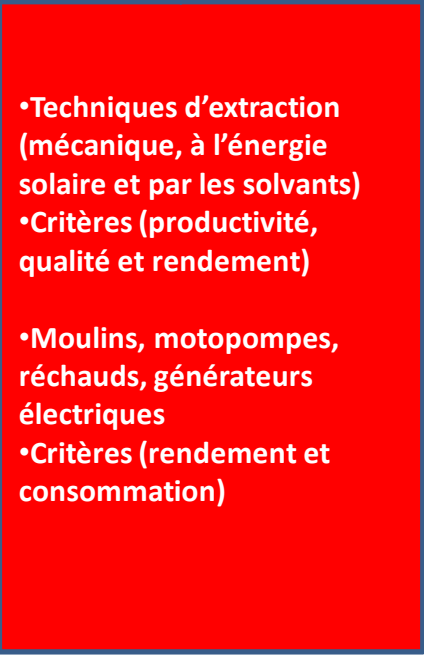 •Techniques d’extraction
(mécanique, à l’énergie
solaire et par les solvants)
•Critères (productivité,
qualité et rendement)
•Moulins, motopompes,
réchauds, générateurs
électriques
•Critères (rendement et
consommation)